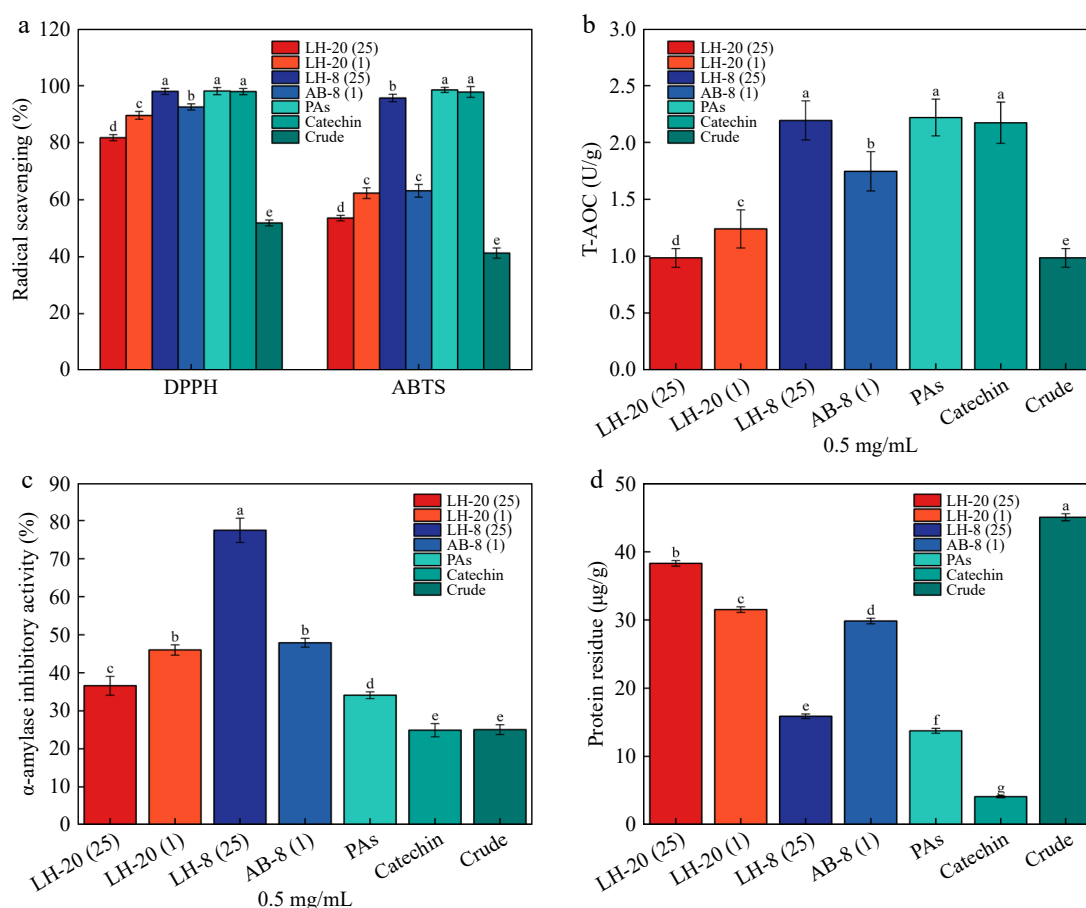 a
120
100
80
60
40
20
0
Radical scavenging (%)
LH-20 (25)
LH-20 (1)
LH-8 (25)
AB-8 (1)
PAs
Catechin
Crude
d
c
a
b
a
a
e
d
c
b
c
a
a
e
DPPH
ABTS
b
3.0
2.5
2.0
1.5
1.0
0.5
0.0
T-AOC (U/g)
LH-20 (25)
LH-20 (1)
LH-8 (25)
AB-8 (1)
PAs
Catechin
Crude
d
c
a
b
a
a
e
LH-20 (25)
LH-20 (1)
LH-8 (25)
AB-8 (1)
PAs
Catechin
Crude
0.5 mg/mL
c
90
80
70
60
50
40
30
20
10
0
α-amylase inhibitory activity (%)
LH-20 (25)
LH-20 (1)
LH-8 (25)
AB-8 (1)
PAs
Catechin
Crude
c
b
a
b
d
e
e
LH-20 (25)
LH-20 (1)
LH-8 (25)
AB-8 (1)
PAs
Catechin
Crude
0.5 mg/mL
d
50
40
30
20
10
0
Protein residue (μg/g)
LH-20 (25)
LH-20 (1)
LH-8 (25)
AB-8 (1)
PAs
Catechin
Crude
b
c
e
d
f
g
a
LH-20 (25)
LH-20 (1)
LH-8 (25)
AB-8 (1)
PAs
Catechin
Crude